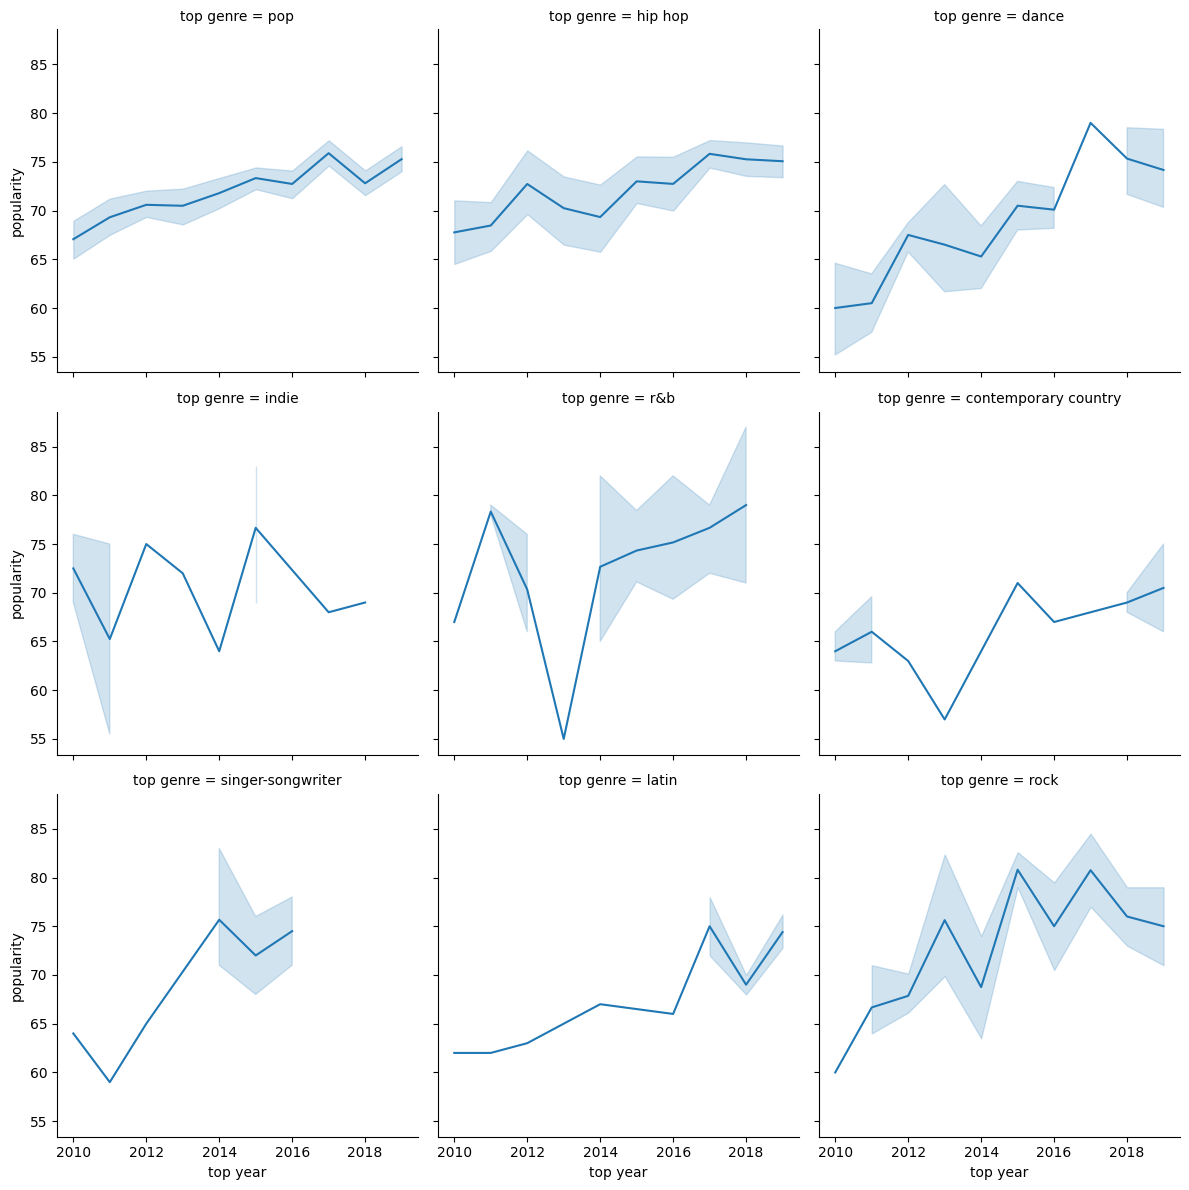 top genre = pop
top genre = hip hop
top genre = dance
85
80
75
70
65
60
55
popularity
top genre = indie
top genre = r&b
top genre = contemporary country
85
80
75
70
65
60
55
popularity
top genre = singer-songwriter
top genre = latin
top genre = rock
85
80
75
70
65
60
55
popularity
2010 2012 2014 2016 2018
2010 2012 2014 2016 2018
2010 2012 2014 2016 2018
top year
top year
top year